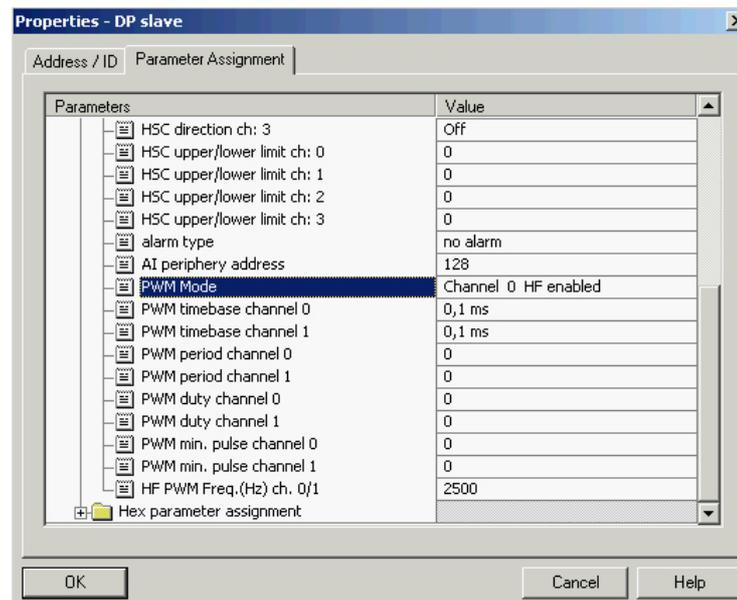 Properties - DP slave
Address / ID Parameter Assignment
Parameters Value
HSC direction ch: 3 Off
HSC upper/lower limit ch: 0 0
HSC upper/lower limit ch: 1 0
HSC upper/lower limit ch: 2 0
HSC upper/lower limit ch: 3 0
alarm type no alarm
AI periphery address 128
PWM Mode Channel 0 HF enabled
PWM timebase channel 0 0,1 ms
PWM timebase channel 1 0,1 ms
PWM period channel 0 0
PWM period channel 1 0
PWM duty channel 0 0
PWM duty channel 1 0
PWM min. pulse channel 0 0
PWM min. pulse channel 1 0
HF PWM Freq.(Hz) ch. 0/1 2500
Hex parameter assignment
OK Cancel Help